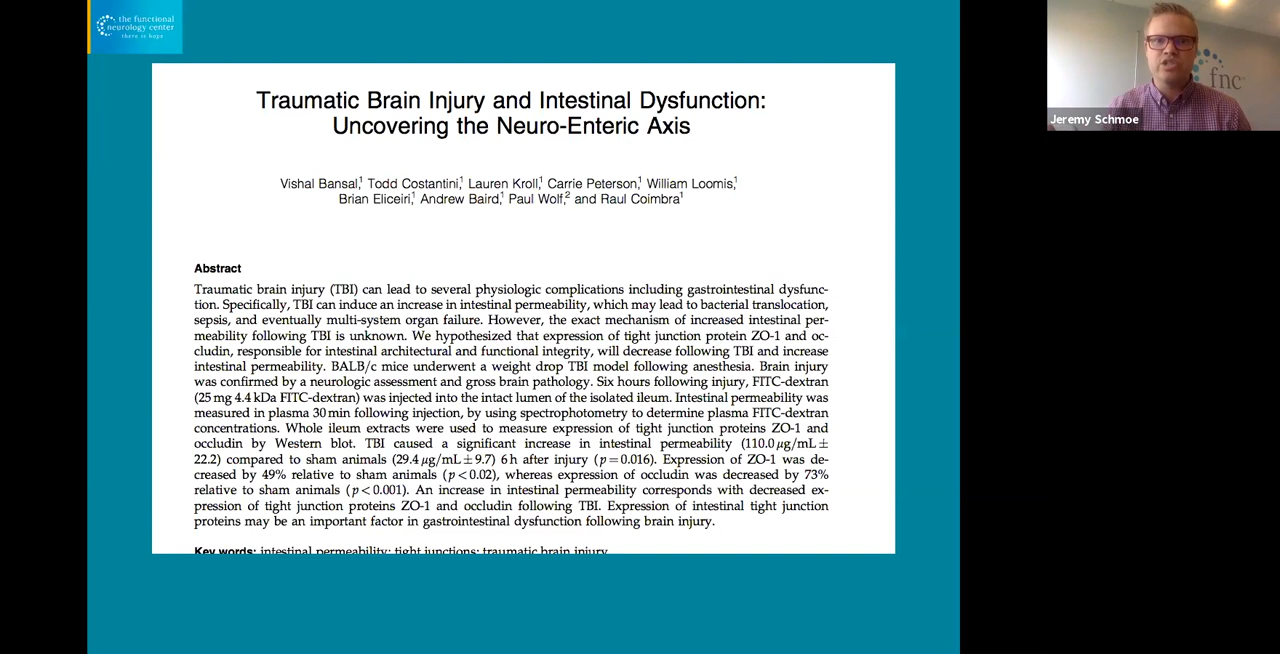 the functional
neurology center
there is hope
Traumatic Brain Injury and Intestinal Dysfunction:
Uncovering the Neuro-Enteric Axis
Vishal Bansal,1 Todd Costantini,1 Lauren Kroll,1 Carrie Peterson,1 William Loomis,1
Brian Eliceiri,1 Andrew Baird,1 Paul Wolf,2 and Raul Coimbra1
Abstract
Traumatic brain injury (TBI) can lead to several physiologic complications including gastrointestinal dysfunc-
tion. Specifically, TBI can induce an increase in intestinal permeability, which may lead to bacterial translocation,
sepsis, and eventually multi-system organ failure. However, the exact mechanism of increased intestinal per-
meability following TBI is unknown. We hypothesized that expression of tight junction protein ZO-1 and oc-
cludin, responsible for intestinal architectural and functional integrity, will decrease following TBI and increase
intestinal permeability. BALB/c mice underwent a weight drop TBI model following anesthesia. Brain injury
was confirmed by a neurologic assessment and gross brain pathology. Six hours following injury, FITC-dextran
(25 mg 4.4 kDa FITC-dextran) was injected into the intact lumen of the isolated ileum. Intestinal permeability was
measured in plasma 30 min following injection, by using spectrophotometry to determine plasma FITC-dextran
concentrations. Whole ileum extracts were used to measure expression of tight junction proteins ZO-1 and
occludin by Western blot. TBI caused a significant increase in intestinal permeability (110.0 μg/mL ±
22.2) compared to sham animals (29.4 μg/mL ± 9.7) 6 h after injury (p = 0.016). Expression of ZO-1 was de-
creased by 49% relative to sham animals (p < 0.02), whereas expression of occludin was decreased by 73%
relative to sham animals (p < 0.001). An increase in intestinal permeability corresponds with decreased ex-
pression of tight junction proteins ZO-1 and occludin following TBI. Expression of intestinal tight junction
proteins may be an important factor in gastrointestinal dysfunction following brain injury.
Key words: intestinal permeability; tight junctions; traumatic brain injury
fnc
Jeremy Schmoe